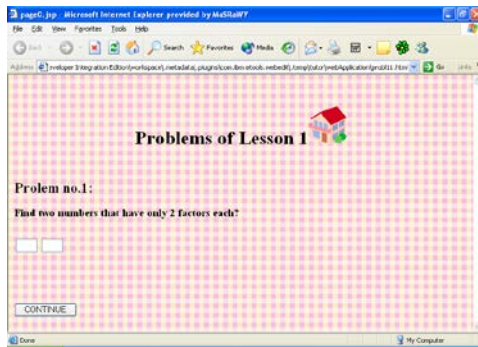 pageC.jsp - Microsoft Internet Explorer provided by MaSRaWY
File Edit View Favorites Tools Help
Search Favorites Media
Address
Go Links
Problems of Lesson 1
Prolem no.1:
Find two numbers that have only 2 factors each?
CONTINUE
Done My Computer